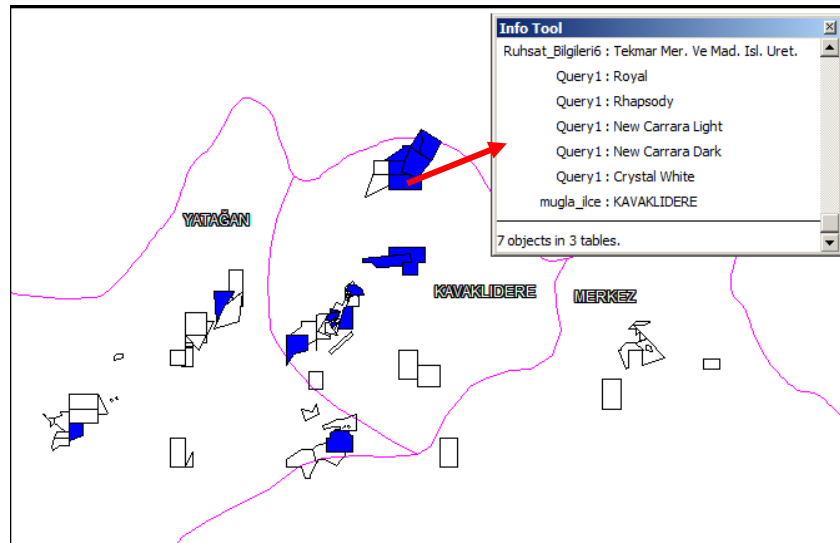 Info Tool
Ruhsat_Bilgileri6 : Tekmar Mer. Ve Mad. Isl. Uret.
Query1 : Royal
Query1 : Rhapsody
Query1 : New Carrara Light
Query1 : New Carrara Dark
Query1 : Crystal White
mugla_ilce : KAVAKLIDERE
7 objects in 3 tables.
YATAĞAN
KAVAKLIDERE
MERKEZ